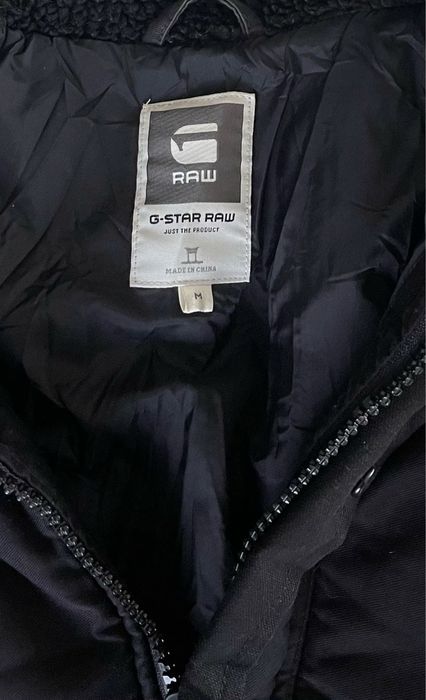 G
RAW
G-STAR RAW
JUST THE PRODUCT
MADE IN CHINA
M